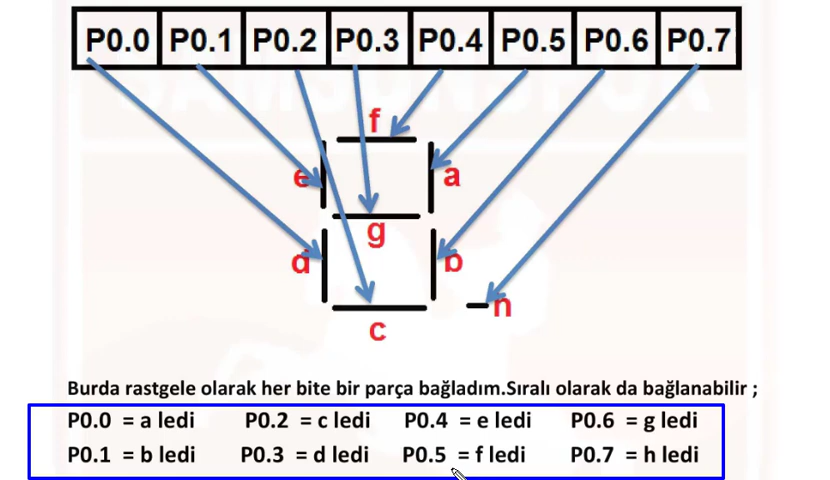 P0.0 P0.1 P0.2 P0.3 P0.4 P0.5 P0.6 P0.7
f
e a
g
d b
n
c
Burda rastgele olarak her bite bir parça bağladım.Sıralı olarak da bağlanabilir ;
P0.0 = a ledi P0.2 = c ledi P0.4 = e ledi P0.6 = g ledi
P0.1 = b ledi P0.3 = d ledi P0.5 = f ledi P0.7 = h ledi